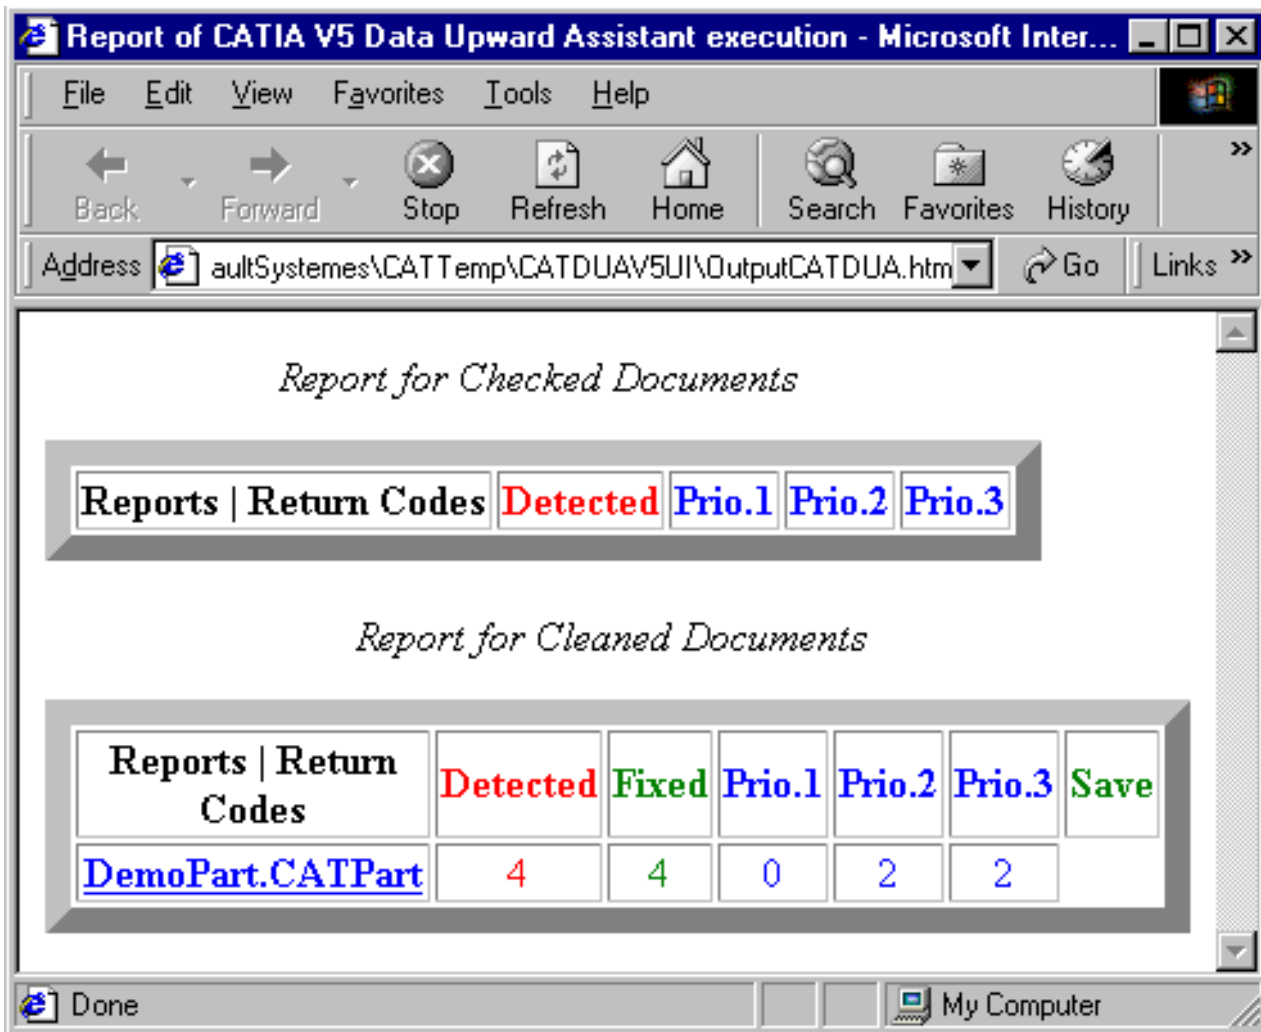 Report of CATIA V5 Data Upward Assistant execution - Microsoft Inter...
File Edit View Favorites Tools Help
Back Forward Stop Refresh Home Search Favorites History »
Address aultSystemes\CATTemp\CATDUAV5UI\OutputCATDUA.htm Go Links »
Report for Checked Documents
Reports | Return Codes Detected Prio.1 Prio.2 Prio.3
Report for Cleaned Documents
Reports | Return
Codes Detected Fixed Prio.1 Prio.2 Prio.3 Save
DemoPart.CATPart 4 4 0 2 2
Done My Computer